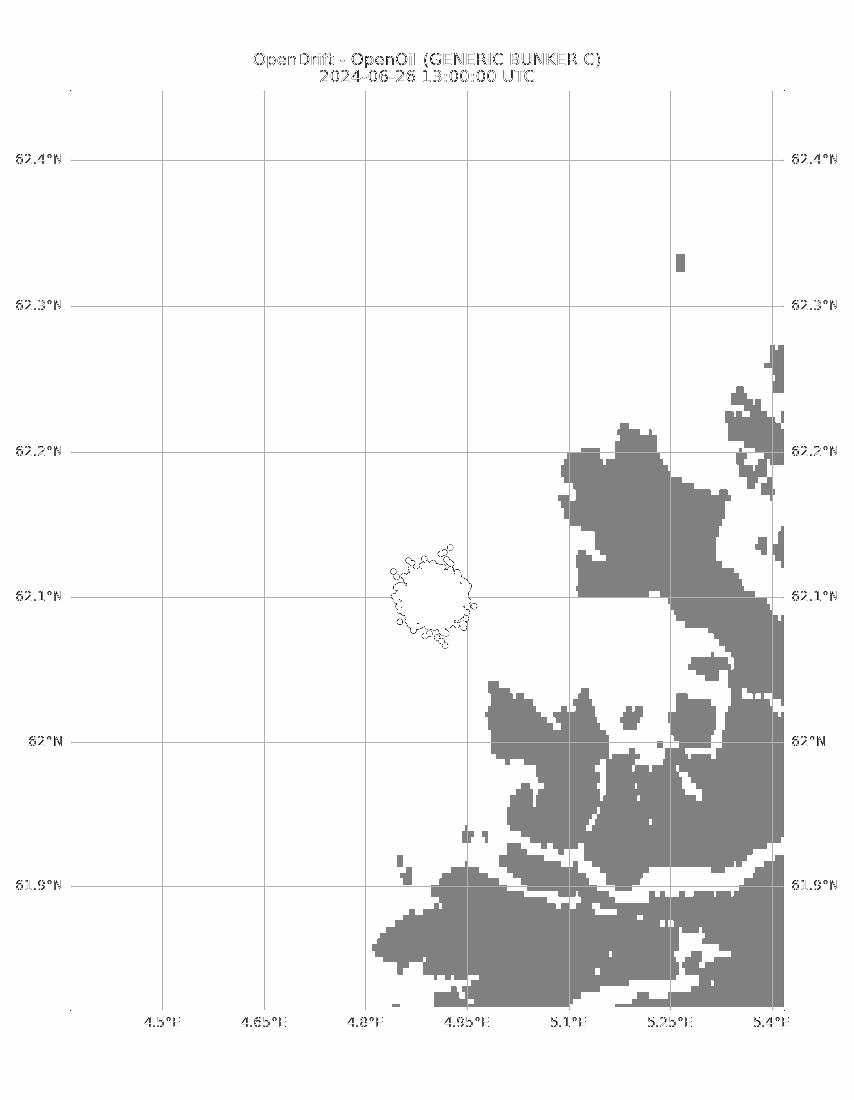 OpenDrift - OpenOil (GENERIC BUNKER C)
2024-06-26 13:00:00 UTC
62.4°N 62.4°N
62.3°N 62.3°N
62.2°N 62.2°N
62.1°N 62.1°N
62°N 62°N
61.9°N 61.9°N
4.5°E 4.65°E 4.8°E 4.95°E 5.1°E 5.25°E 5.4°E